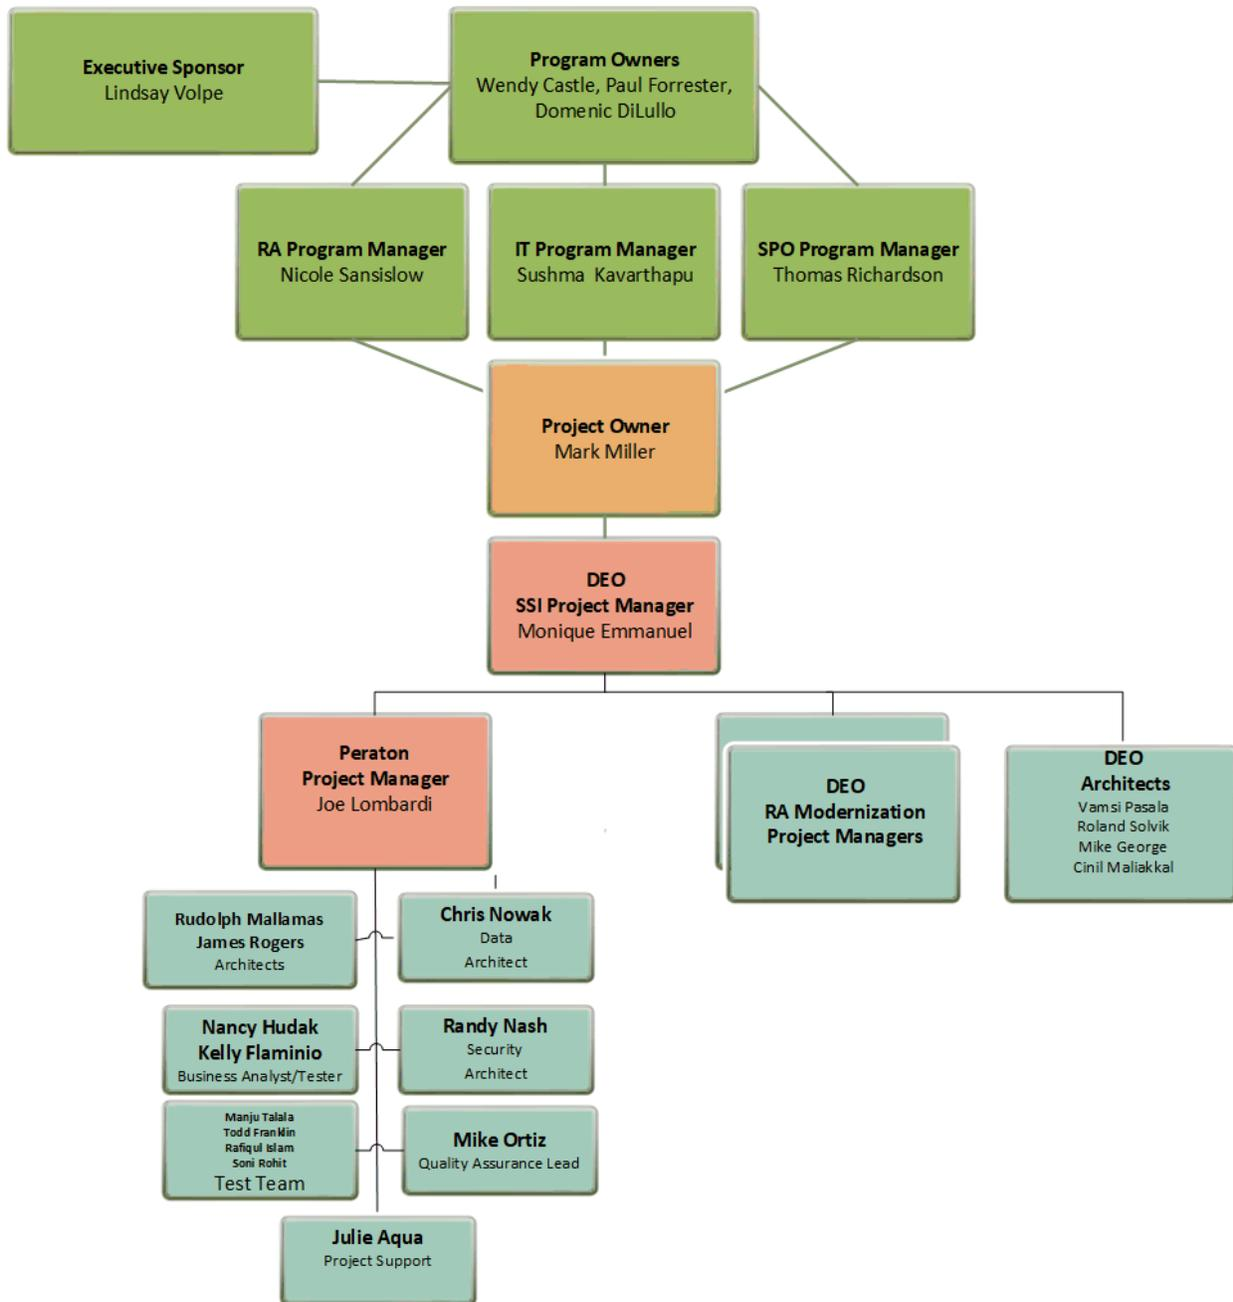 Executive Sponsor
Lindsay Volpe
Program Owners
Wendy Castle, Paul Forrester,
Domenic DiLullo
RA Program Manager
Nicole Sansislow
IT Program Manager
Sushma Kavarthapu
SPO Program Manager
Thomas Richardson
Project Owner
Mark Miller
DEO
SSI Project Manager
Monique Emmanuel
Peraton
Project Manager
Joe Lombardi
DEO
RA Modernization
Project Managers
DEO
Architects
Vamsi Pasala
Roland Solvik
Mike George
Cinil Maliakkal
Rudolph Mallamas
James Rogers
Architects
Chris Nowak
Data
Architect
Nancy Hudak
Kelly Flaminio
Business Analyst/Tester
Randy Nash
Security
Architect
Manju Talala
Todd Franklin
Rafiqul Islam
Soni Rohit
Test Team
Mike Ortiz
Quality Assurance Lead
Julie Aqua
Project Support